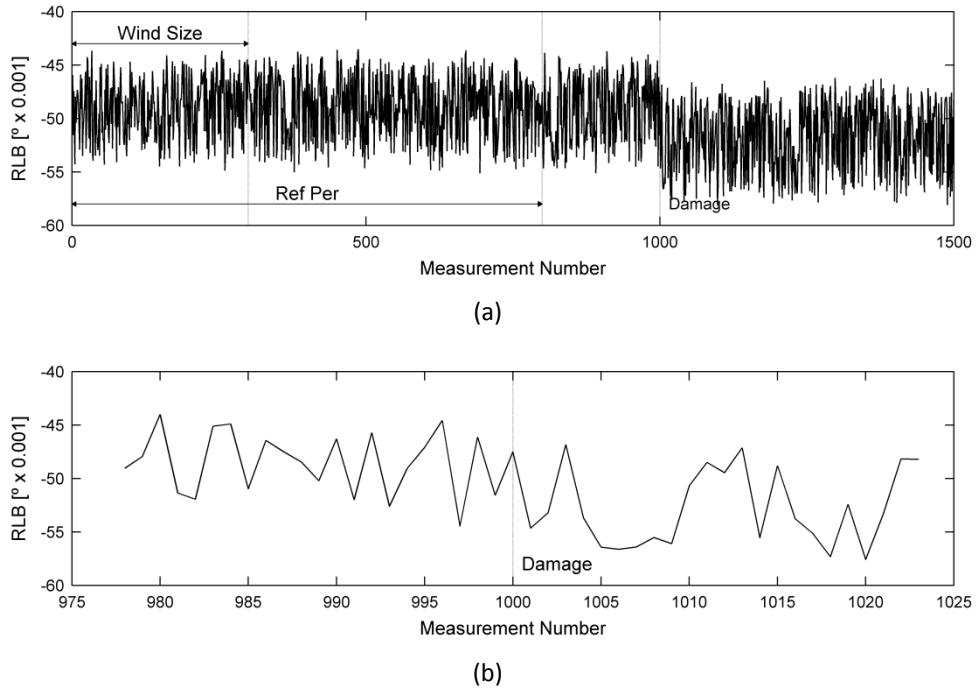 -40
Wind Size
-45
-50
-55
Ref Per
Damage
-60
0 500 1000 1500
RLB [º x 0.001]
Measurement Number
(a)
-40
-45
-50
-55
Damage
-60
975 980 985 990 995 1000 1005 1010 1015 1020 1025
RLB [º x 0.001]
Measurement Number
(b)